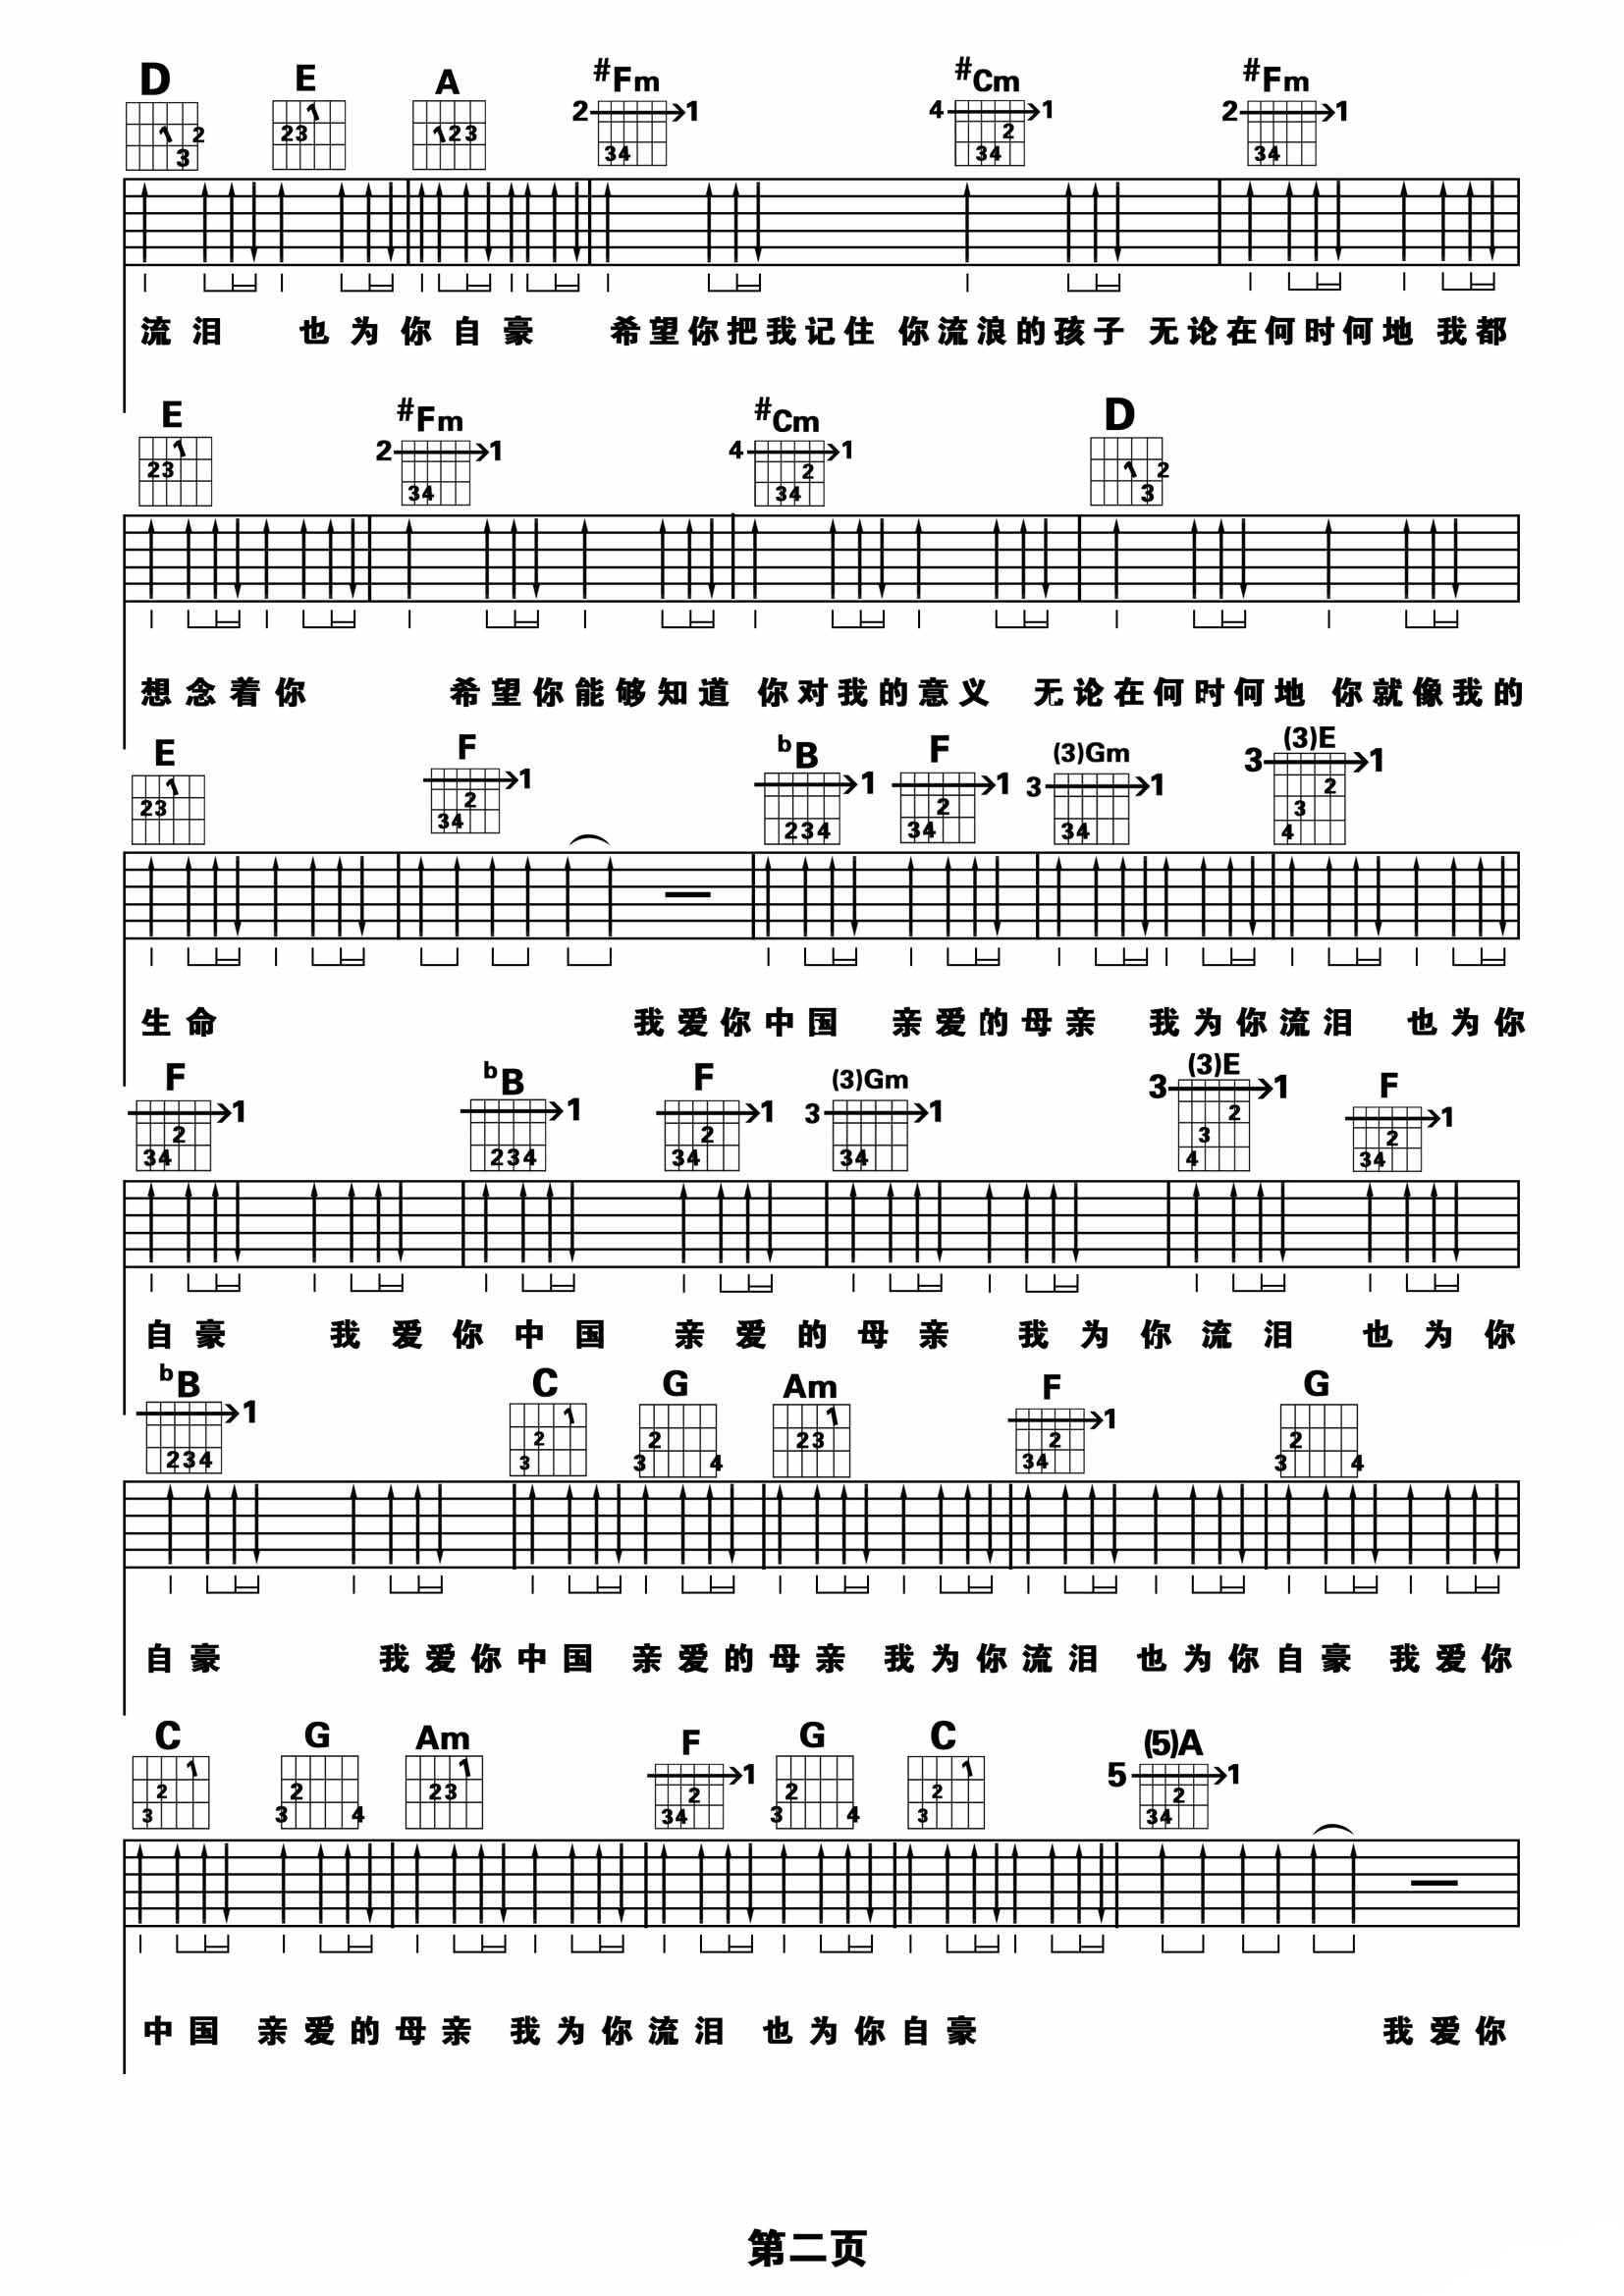 D E A #Fm #Cm #Fm
流泪 也为你自豪 希望你把我记住 你流浪的孩子 无论在何时何地 我都
E #Fm #Cm D
想念着你 希望你能够知道 你对我的意义 无论在何时何地 你就像我的
E F bB F (3)Gm (3)E
生命 我爱你中国 亲爱的母亲 我为你流泪 也为你
F bB F (3)Gm (3)E F
自豪 我爱你中国 亲爱的母亲 我为你流泪 也为你
bB C G Am F G
自豪 我爱你中国 亲爱的母亲 我为你流泪 也为你自豪 我爱你
C G Am F G C (5)A
中国 亲爱的母亲 我为你流泪 也为你自豪 我爱你
第二页